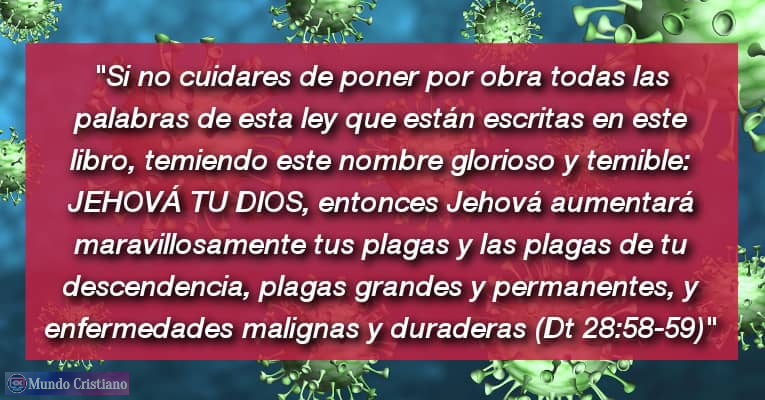 "Si no cuidares de poner por obra todas las
palabras de esta ley que están escritas en este
libro, temiendo este nombre glorioso y temible:
JEHOVÁ TU DIOS, entonces Jehová aumentará
maravillosamente tus plagas y las plagas de tu
descendencia, plagas grandes y permanentes, y
enfermedades malignas y duraderas (Dt 28:58-59)"
Mundo Cristiano